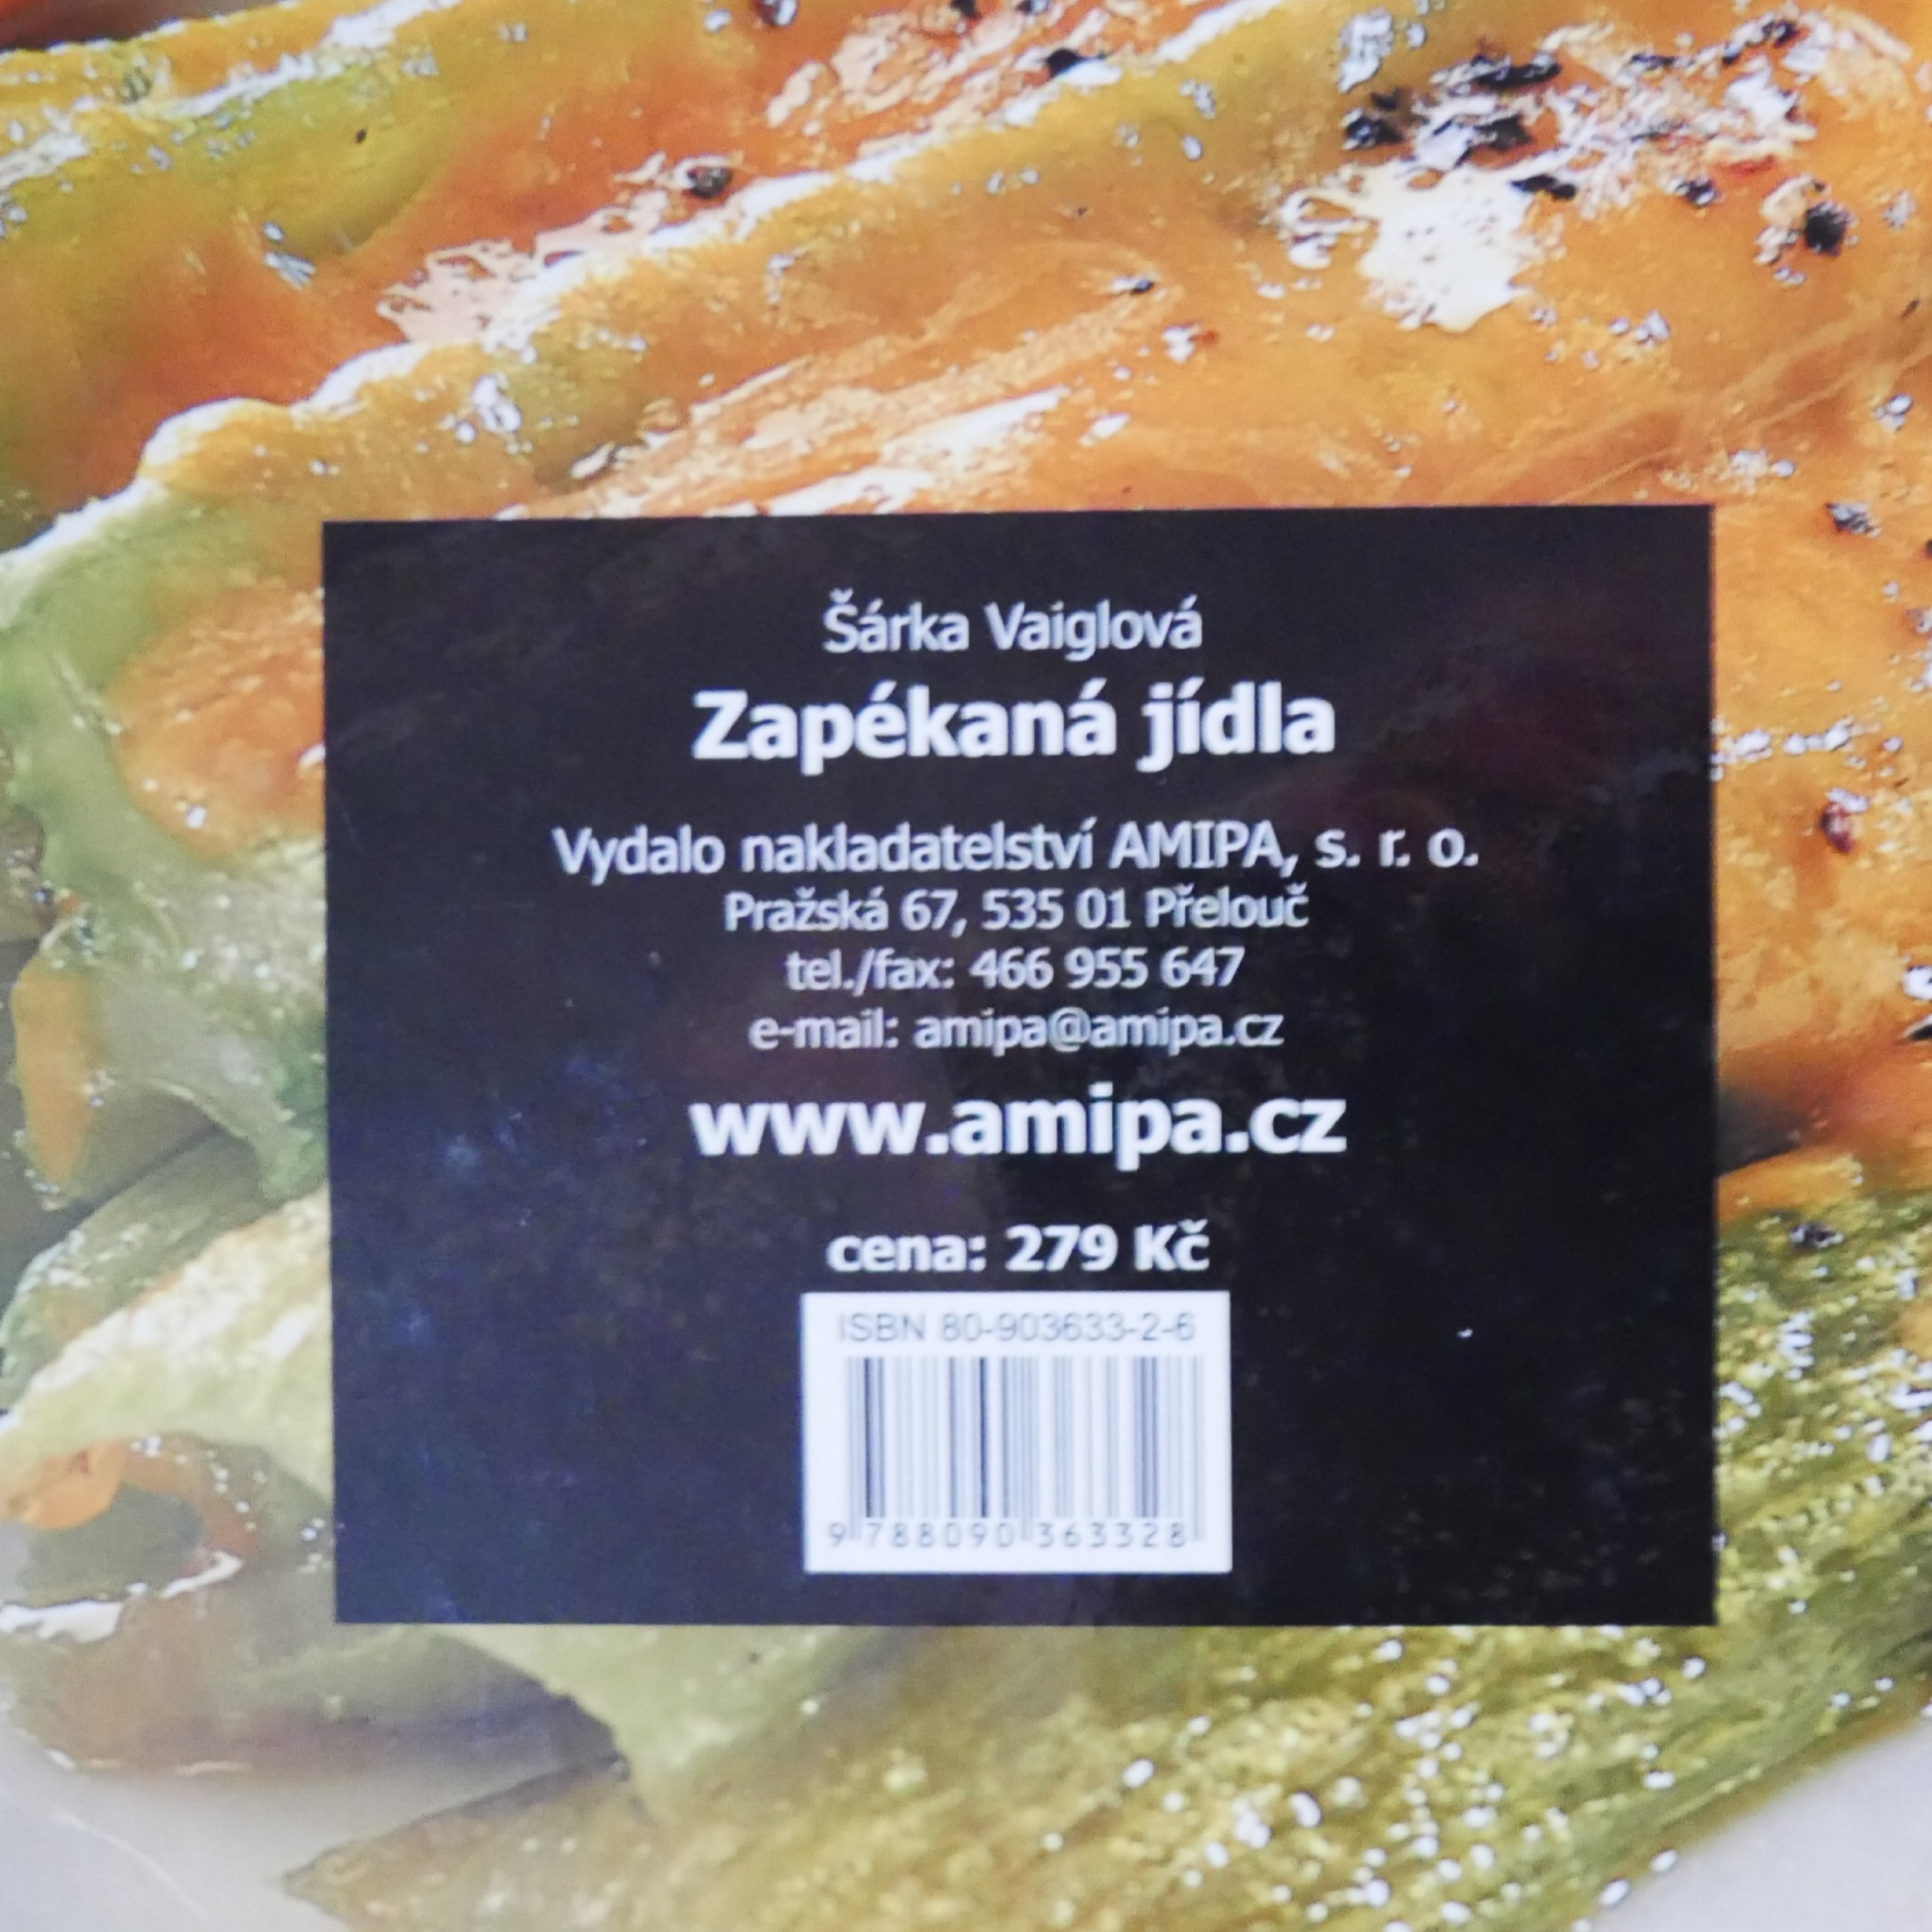 Šárka Vaiglová
Zapékaná jídla
Vydalo nakladatelství AMIPA, s. r. o.
Pražská 67, 535 01 Přelouč
tel./fax: 466 955 647
e-mail: amipa@amipa.cz
www.amipa.cz
cena: 279 Kč
ISBN 80-903633-2-6
9 788090 363328